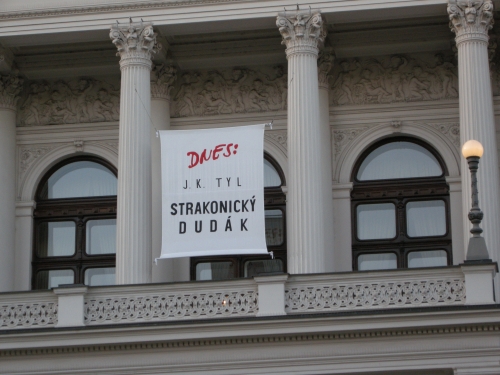 DNES:
J.K. TYL
STRAKONICKÝ
DUDÁK